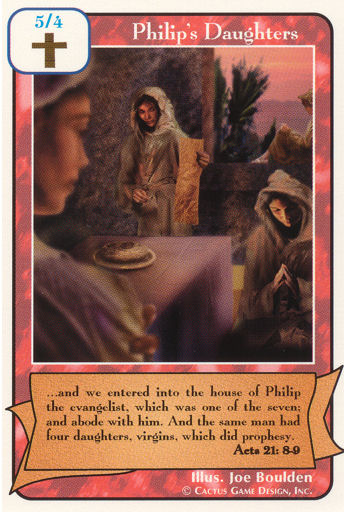 5/4
Philip's Daughters
...and we entered into the house of Philip
the evangelist, which was one of the seven;
and abode with him. And the same man had
four daughters, virgins, which did prophesy.
Acts 21: 8-9
Illus. Joe Boulden
© Cactus Game Design, Inc.